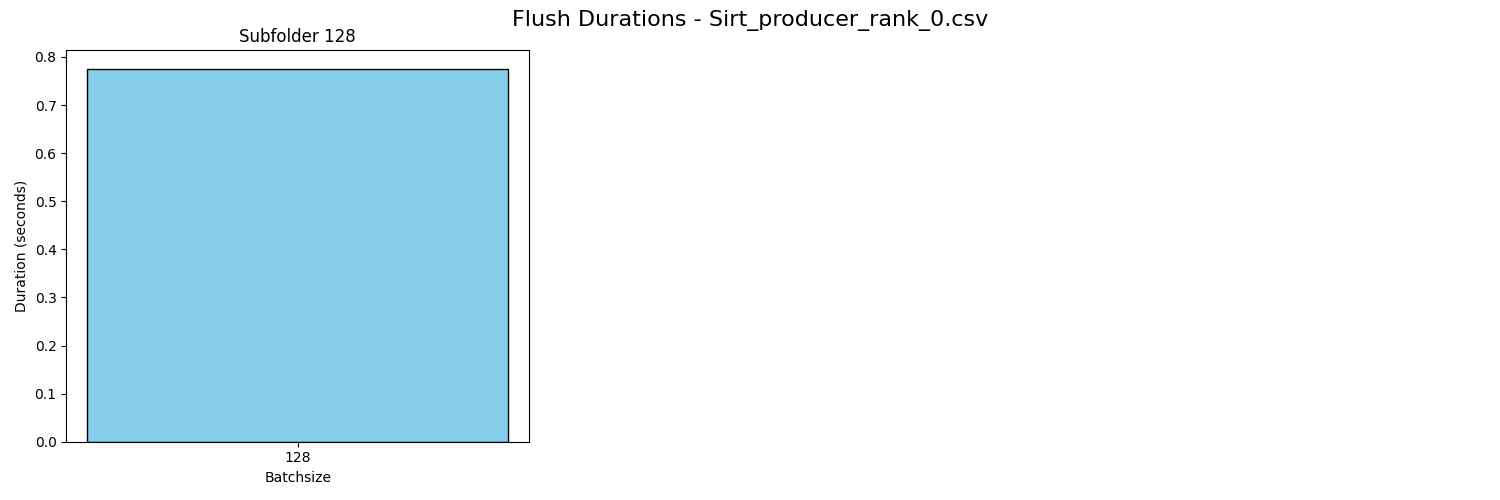 Flush Durations - Sirt_producer_rank_0.csv
Subfolder 128
0.8
0.7
0.6
0.5
0.4
0.3
0.2
0.1
0.0
Duration (seconds)
128
Batchsize